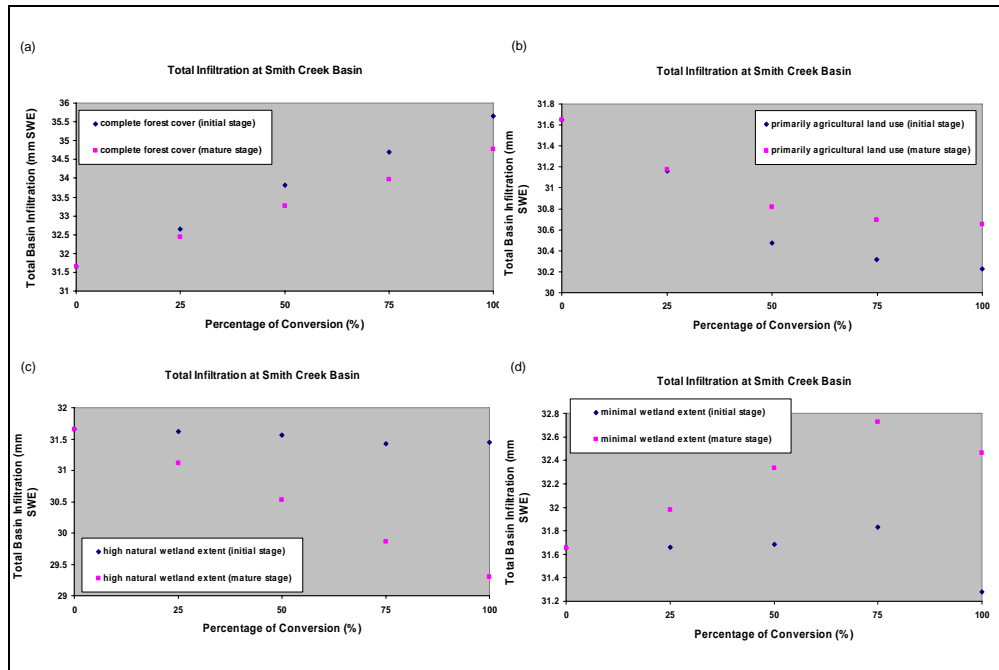 (a)
Total Infiltration at Smith Creek Basin
Total Basin Infiltration (mm SWE)
36
35.5
35
34.5
34
33.5
33
32.5
32
31.5
31
complete forest cover (initial stage)
complete forest cover (mature stage)
0 25 50 75 100
Percentage of Conversion (%)
(b)
Total Infiltration at Smith Creek Basin
Total Basin Infiltration (mm
SWE)
31.8
31.6
31.4
31.2
31
30.8
30.6
30.4
30.2
30
primarily agricultural land use (initial stage)
primarily agricultural land use (mature stage)
0 25 50 75 100
Percentage of Conversion (%)
(c)
Total Infiltration at Smith Creek Basin
Total Basin Infiltration (mm
SWE)
32
31.5
31
30.5
30
29.5
29
high natural wetland extent (initial stage)
high natural wetland extent (mature stage)
0 25 50 75 100
Percentage of Conversion (%)
(d)
Total Infiltration at Smith Creek Basin
Total Basin Infiltration (mm
SWE)
32.8
32.6
32.4
32.2
32
31.8
31.6
31.4
31.2
minimal wetland extent (initial stage)
minimal wetland extent (mature stage)
0 25 50 75 100
Percentage of Conversion (%)